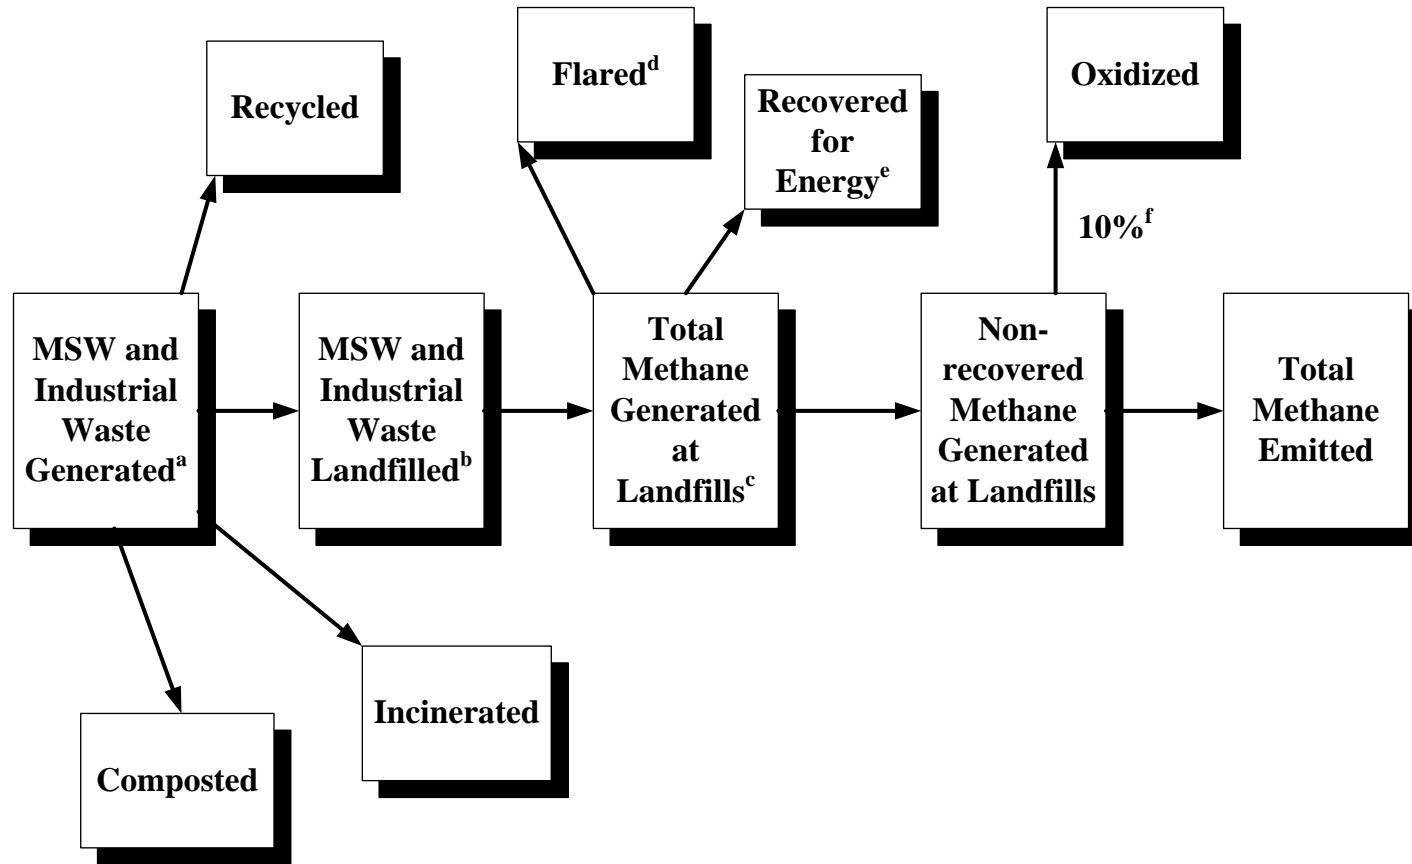 Recycled
Flared^d
Recovered
for
Energy^e
Oxidized
10%^f
MSW and
Industrial
Waste
Generated^a
MSW and
Industrial
Waste
Landfilled^b
Total
Methane
Generated
at
Landfills^c
Non-
recovered
Methane
Generated
at Landfills
Total
Methane
Emitted
Incinerated
Composted